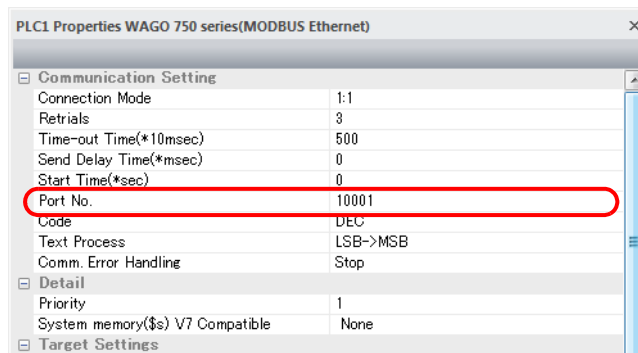 PLC1 Properties WAGO 750 series(MODBUS Ethernet)
Communication Setting
Connection Mode 1:1
Retrials 3
Time-out Time(*10msec) 500
Send Delay Time(*msec) 0
Start Time(*sec) 0
Port No. 10001
Code DEC
Text Process LSB->MSB
Comm. Error Handling Stop
Detail
Priority 1
System memory($s) V7 Compatible None
Target Settings